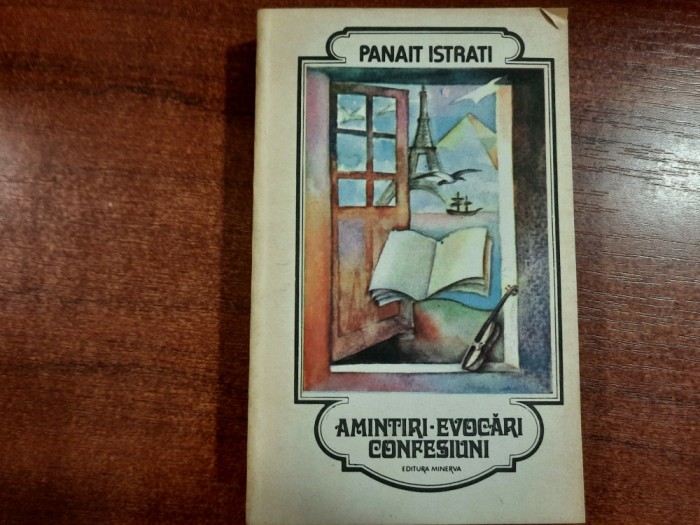 PANAIT ISTRATI
AMINTIRI·EVOCĂRI
CONFESIUNI
EDITURA MINERVA